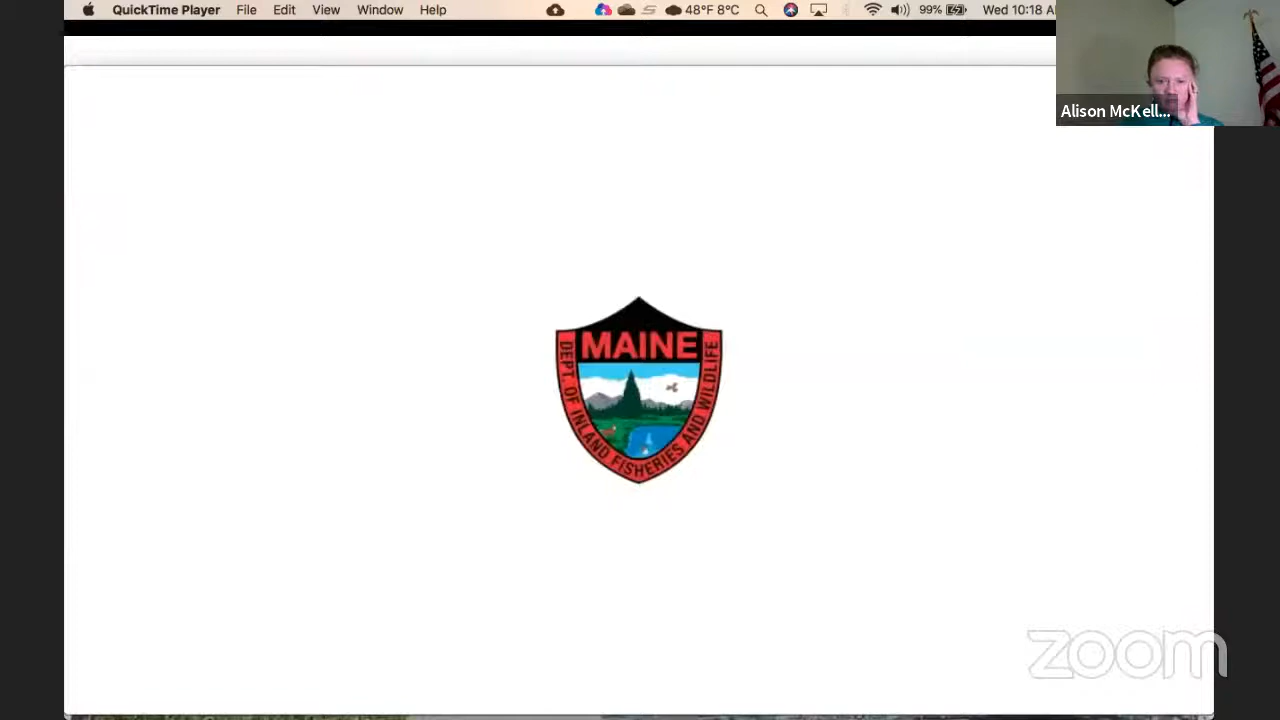 QuickTime Player File Edit View Window Help 48°F 8°C 99% Wed 10:18 A
Alison McKell...
MAINE
DEPT. OF INLAND FISHERIES AND WILDLIFE
zoom